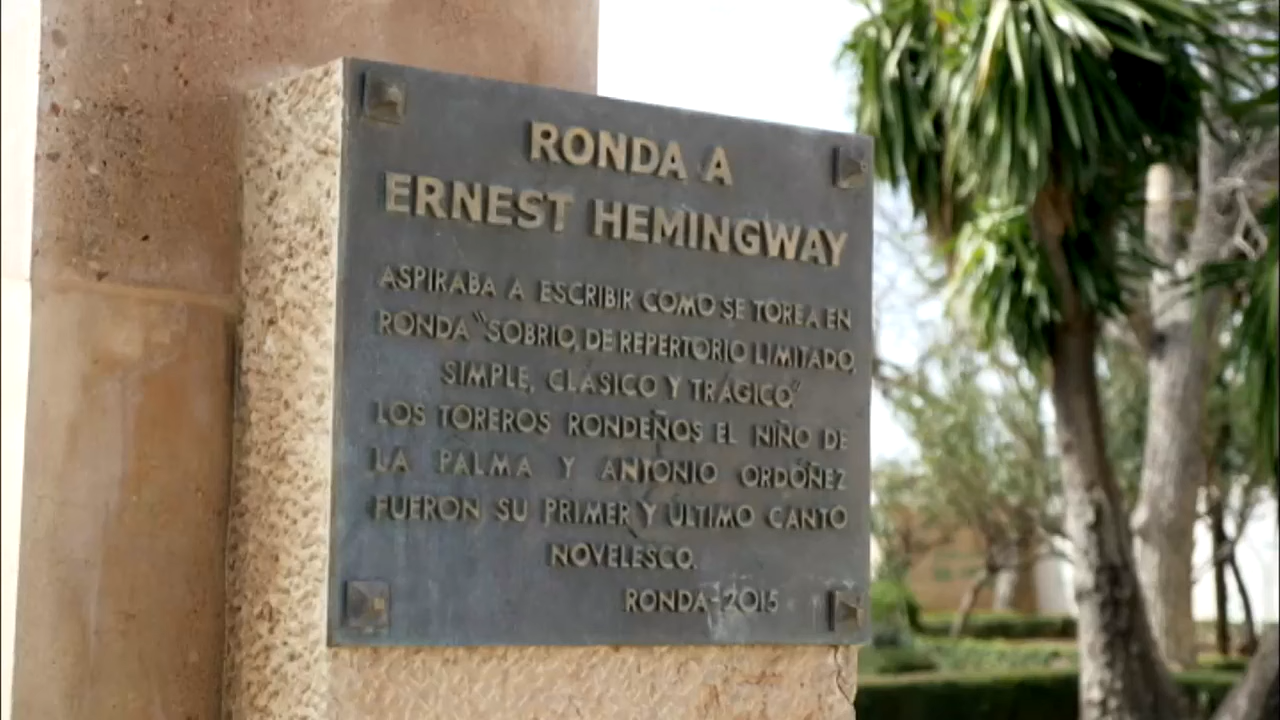 RONDA A
ERNEST HEMINGWAY
ASPIRABA A ESCRIBIR COMO SE TOREA EN
RONDA "SOBRIO, DE REPERTORIO LIMITADO,
SIMPLE, CLÁSICO Y TRÁGICO."
LOS TOREROS RONDEÑOS EL NIÑO DE
LA PALMA Y ANTONIO ORDÓÑEZ
FUERON SU PRIMER Y ÚLTIMO CANTO
NOVELESCO.
RONDA-2015